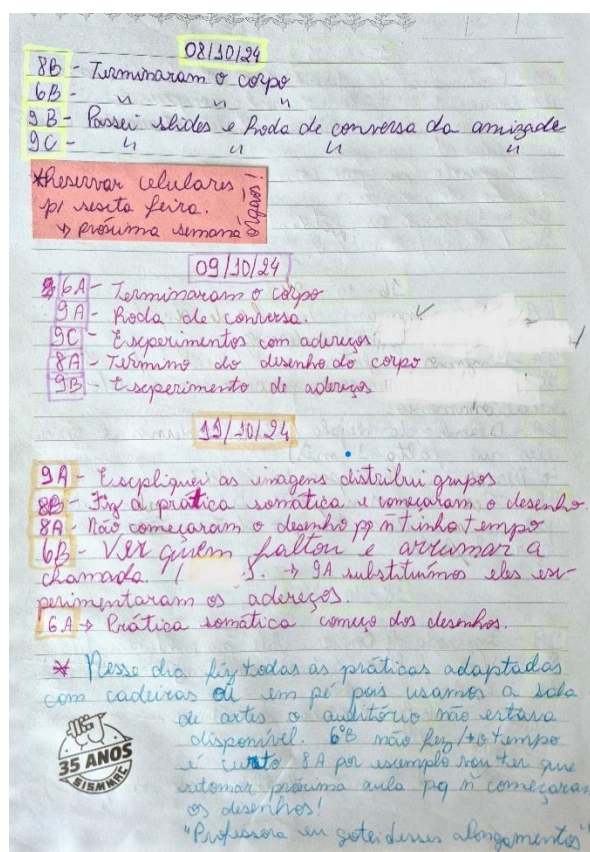 08/10/24
8B - Terminaram o corpo
6B - " " "
9B - Passei slides e Roda de conversa da amizade
9C - " " " "
*Reservar celulares
p/ sexta feira.
→ próxima semana órgãos!
09/10/24
6A - Terminaram o corpo
9A - Roda de conversa.
9C - Experimentos com adereços
8A - Término do desenho do corpo
9B - Experimento de adereços
11/10/24
9A - Expliquei as imagens distribui grupos
8B - Fiz a prática somática e começaram o desenho.
8A - Não começaram o desenho pq ñ tinha tempo
6B - Ver quem faltou e arrumar a
chamada. ( ). → 9A substituímos eles ex-
perimentaram os adereços
6A → Prática somática começo dos desenhos.
* Nesse dia fiz todas as práticas adaptadas
com cadeiras ou em pé pois usamos a sala
de artes o auditório não estava
disponível. 6ºB não fez / o tempo
é curto 8A por exemplo vou ter que
retomar próxima aula pq ñ começaram
os desenhos!
"Professora eu gostei desses alongamentos"
35 ANOS
SISMMAC